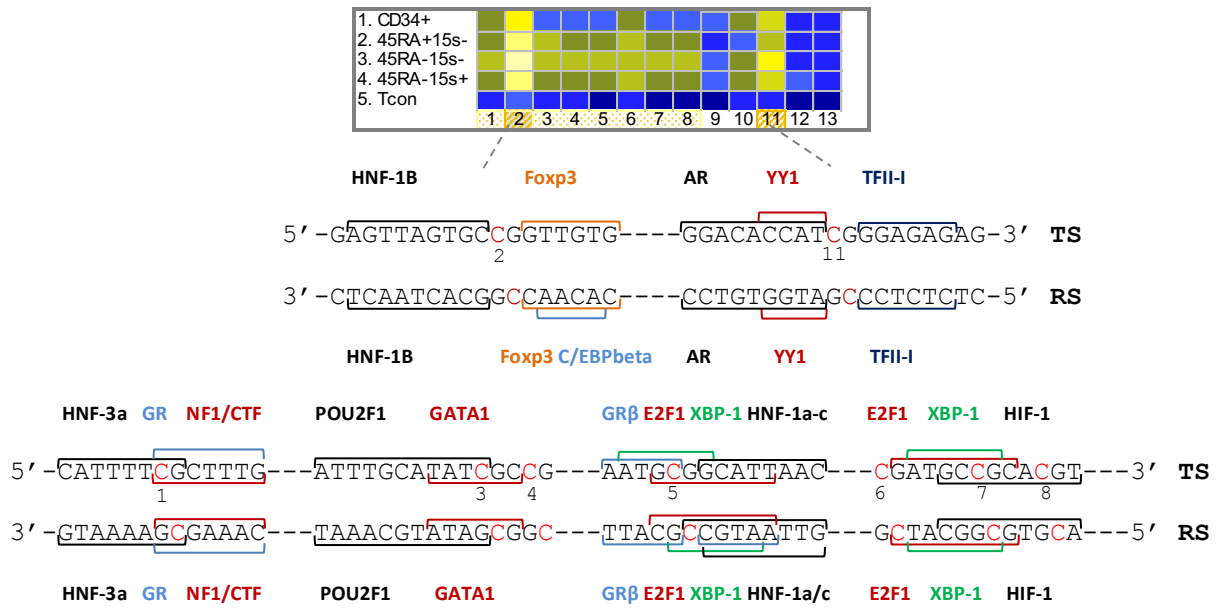 1. CD34+
2. 45RA+15s-
3. 45RA-15s-
4. 45RA-15s+
5. Tcon
1 2 3 4 5 6 7 8 9 10 11 12 13
HNF-1B Foxp3 AR YY1 TFII-I
5′-GAGTTAGTGCCGGTTGTG----GGACACCATCGGGAGAGAG-3′ TS
2 11
3′-CTCAATCACGGCCAACAC----CCTGTGGTAGCCCTCTCTC-5′ RS
HNF-1B Foxp3 C/EBPbeta AR YY1 TFII-I
HNF-3a GR NF1/CTF POU2F1 GATA1 GRβ E2F1 XBP-1 HNF-1a-c E2F1 XBP-1 HIF-1
5′-CATTTTCGCTTTG---ATTTGCATATCGCCG---AATGCGGCATTAAC---CGATGCCGCACGT---3′ TS
1 3 4 5 6 7 8
3′-GTAAAAGCGAAAC---TAAACGTATAGCGGC---TTACGCCGTAATTG---GCTACGGCGTGCA---5′ RS
HNF-3a GR NF1/CTF POU2F1 GATA1 GRβ E2F1 XBP-1 HNF-1a/c E2F1 XBP-1 HIF-1